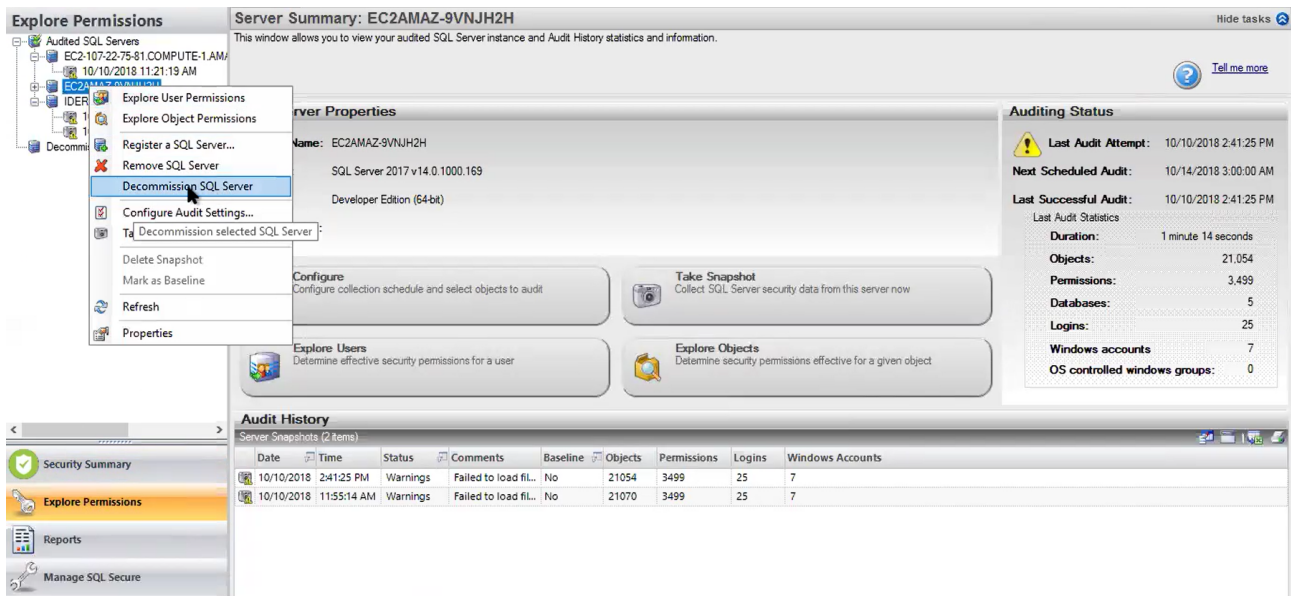 Explore Permissions
Audited SQL Servers
EC2-107-22-75-81.COMPUTE-1.AMA
10/10/2018 11:21:19 AM
EC2AMAZ-9VNJH2H
IDER
1
1
Decommi
Explore User Permissions
Explore Object Permissions
Register a SQL Server...
Remove SQL Server
Decommission SQL Server
Configure Audit Settings...
Ta
Decommission selected SQL Server
Delete Snapshot
Mark as Baseline
Refresh
Properties
Security Summary
Explore Permissions
Reports
Manage SQL Secure
Server Summary: EC2AMAZ-9VNJH2H
Hide tasks
This window allows you to view your audited SQL Server instance and Audit History statistics and information.
Tell me more
rver Properties
Name: EC2AMAZ-9VNJH2H
SQL Server 2017 v14.0.1000.169
Developer Edition (64-bit)
:
Configure
Configure collection schedule and select objects to audit
Take Snapshot
Collect SQL Server security data from this server now
Explore Users
Determine effective security permissions for a user
Explore Objects
Determine security permissions effective for a given object
Auditing Status
Last Audit Attempt: 10/10/2018 2:41:25 PM
Next Scheduled Audit: 10/14/2018 3:00:00 AM
Last Successful Audit: 10/10/2018 2:41:25 PM
Last Audit Statistics
Duration: 1 minute 14 seconds
Objects: 21,054
Permissions: 3,499
Databases: 5
Logins: 25
Windows accounts 7
OS controlled windows groups: 0
Audit History
Server Snapshots (2 items)
Date Time Status Comments Baseline Objects Permissions Logins Windows Accounts
10/10/2018 2:41:25 PM Warnings Failed to load fil... No 21054 3499 25 7
10/10/2018 11:55:14 AM Warnings Failed to load fil... No 21070 3499 25 7